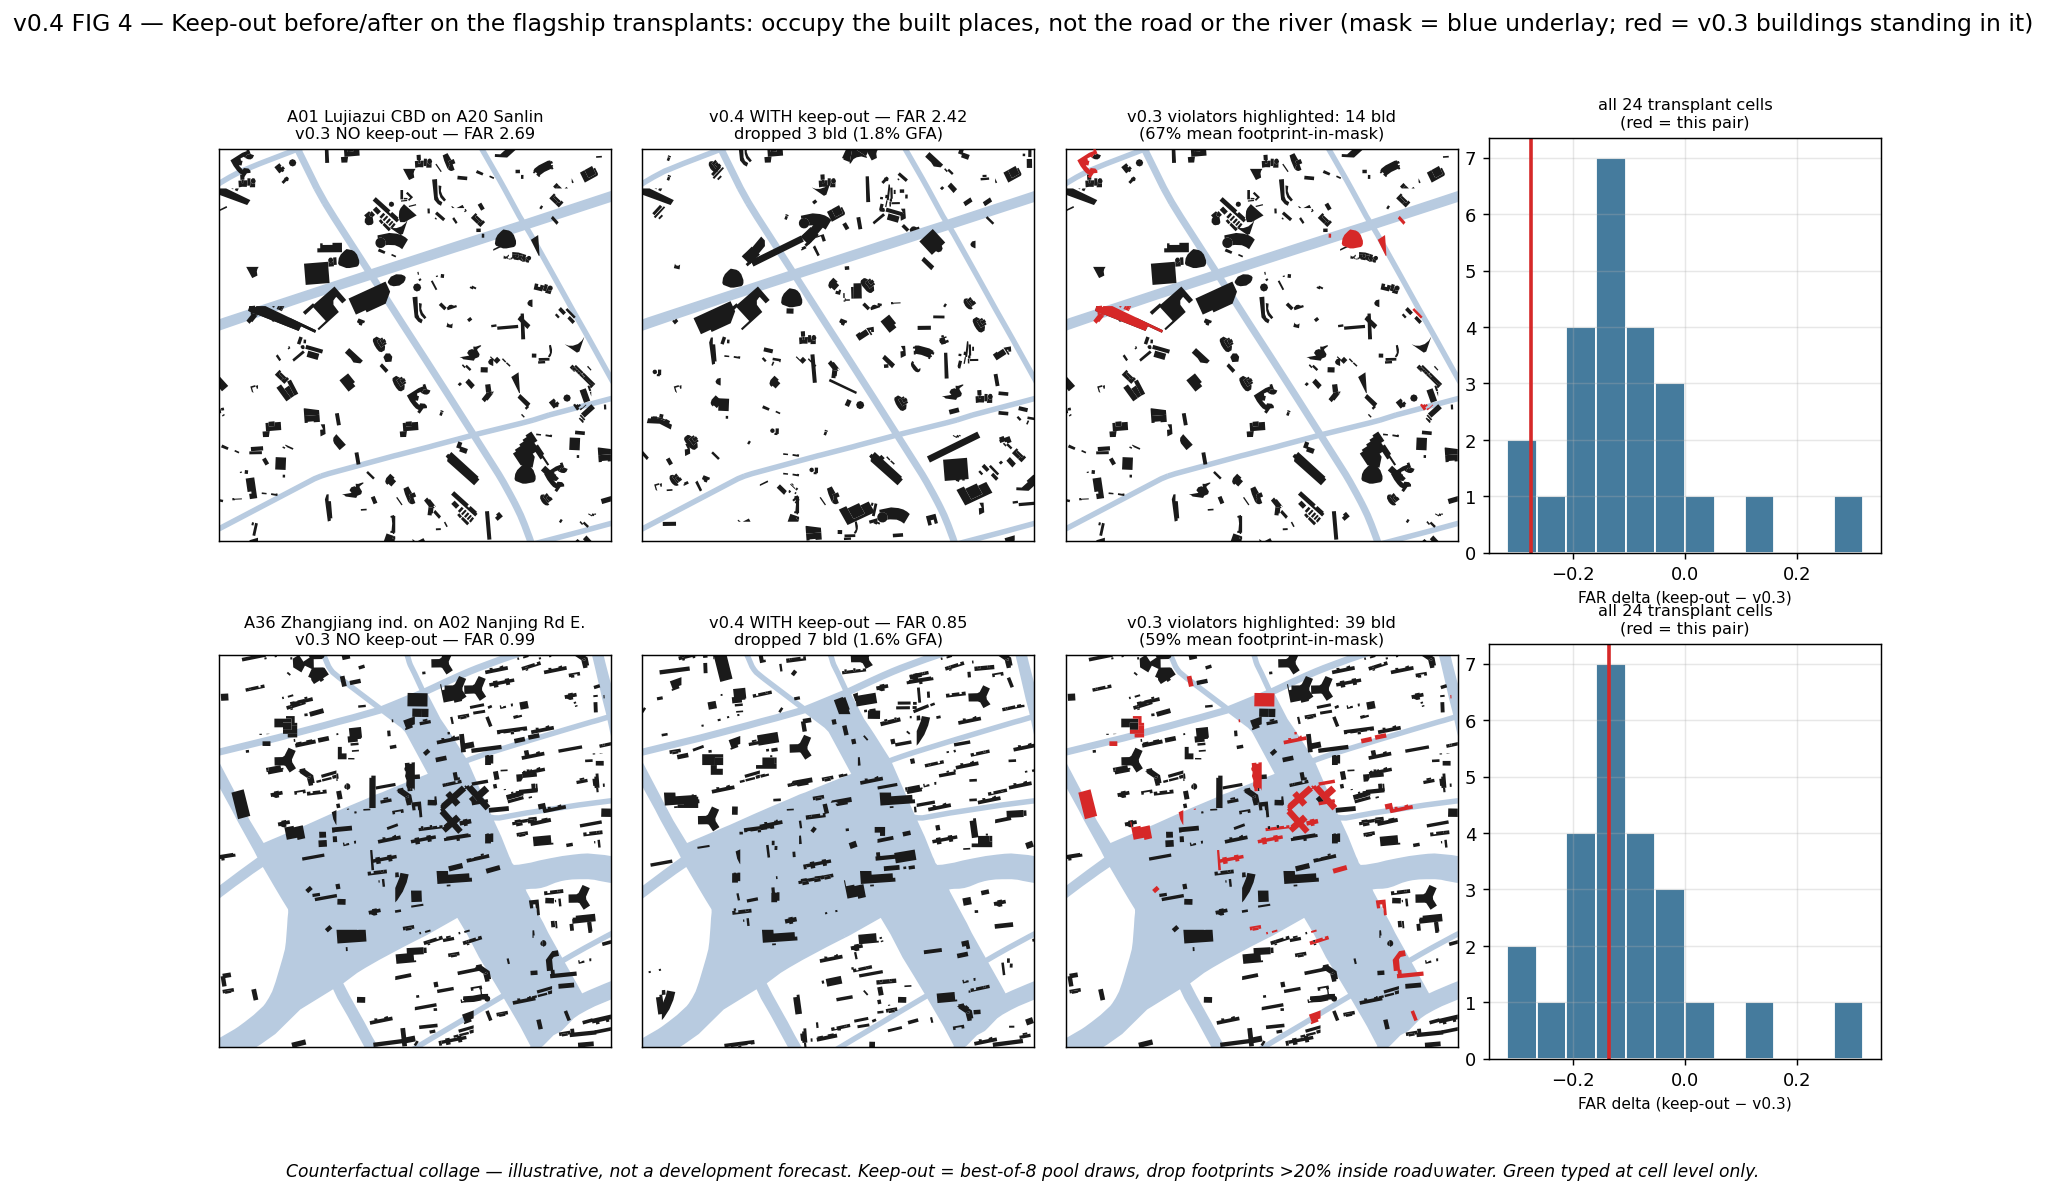 v0.4 FIG 4 — Keep-out before/after on the flagship transplants: occupy the built places, not the road or the river (mask = blue underlay; red = v0.3 buildings standing in it)
A01 Lujiazui CBD on A20 Sanlin
v0.3 NO keep-out — FAR 2.69
v0.4 WITH keep-out — FAR 2.42
dropped 3 bld (1.8% GFA)
v0.3 violators highlighted: 14 bld
(67% mean footprint-in-mask)
all 24 transplant cells
(red = this pair)
7
6
5
4
3
2
1
0
−0.2
0.0
0.2
FAR delta (keep-out − v0.3)
A36 Zhangjiang ind. on A02 Nanjing Rd E.
v0.3 NO keep-out — FAR 0.99
v0.4 WITH keep-out — FAR 0.85
dropped 7 bld (1.6% GFA)
v0.3 violators highlighted: 39 bld
(59% mean footprint-in-mask)
all 24 transplant cells
(red = this pair)
7
6
5
4
3
2
1
0
−0.2
0.0
0.2
FAR delta (keep-out − v0.3)
Counterfactual collage — illustrative, not a development forecast. Keep-out = best-of-8 pool draws, drop footprints >20% inside road∪water. Green typed at cell level only.